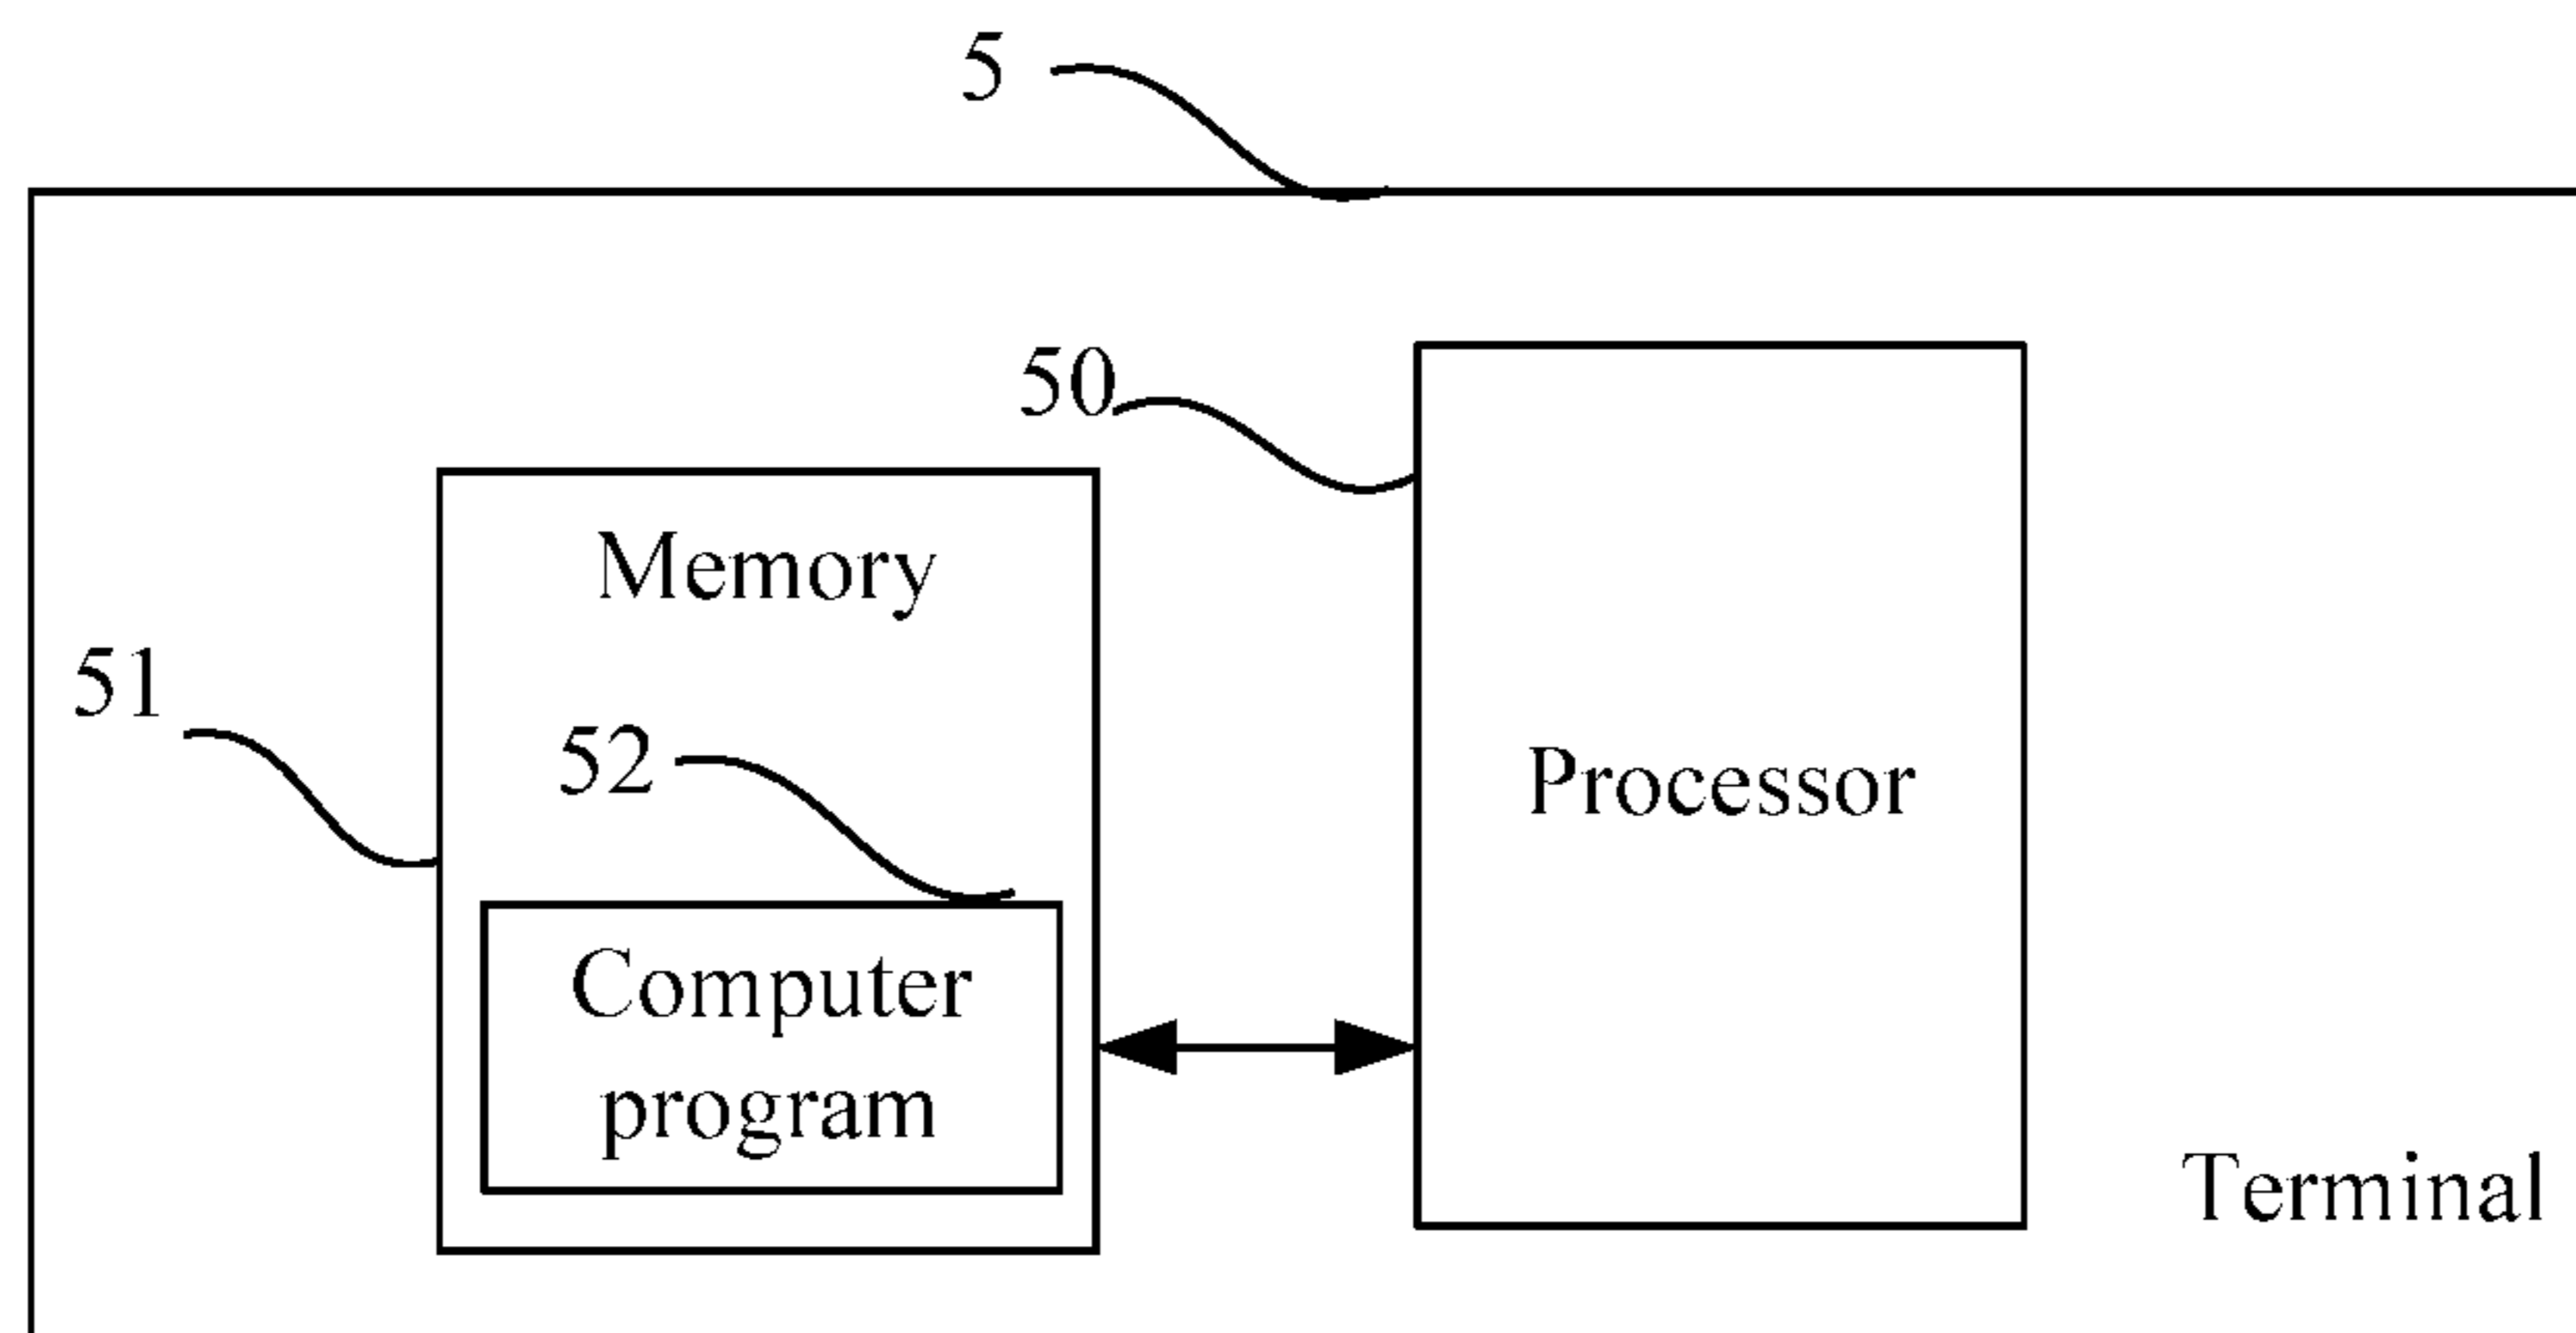 5
50
Memory
51
52
Processor
Computer
program
Terminal